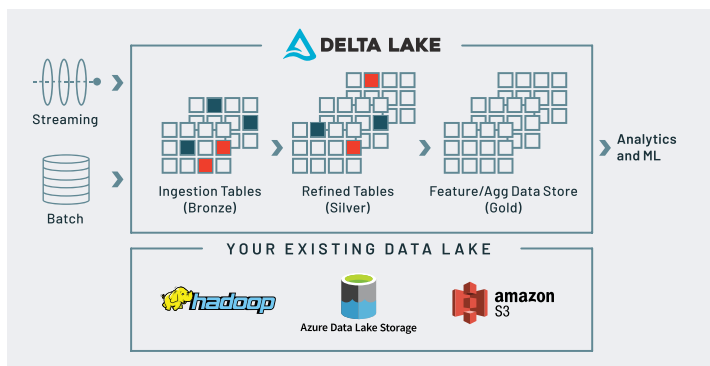 DELTA LAKE
Streaming
Batch
Ingestion Tables
(Bronze)
Refined Tables
(Silver)
Feature/Agg Data Store
(Gold)
Analytics
and ML
YOUR EXISTING DATA LAKE
hadoop
Azure Data Lake Storage
amazon
S3